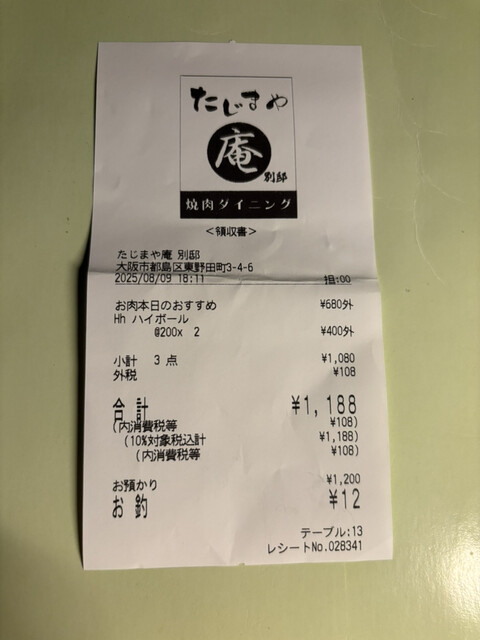 たじまや
庵
別邸
焼肉ダイニング
<領収書>
たじまや庵 別邸
大阪市都島区東野田町3-4-6
2025/08/09 18:11 担:00
お肉本日のおすすめ ¥680外
Hh ハイボール
@200x 2 ¥400外
小計 3 点 ¥1,080
外税 ¥108
合計 ¥1,188
(内消費税等 ¥108)
(10%対象税込計 ¥1,188)
(内消費税等 ¥108)
お預かり ¥1,200
お釣 ¥12
テーブル:13
レシートNo.028341